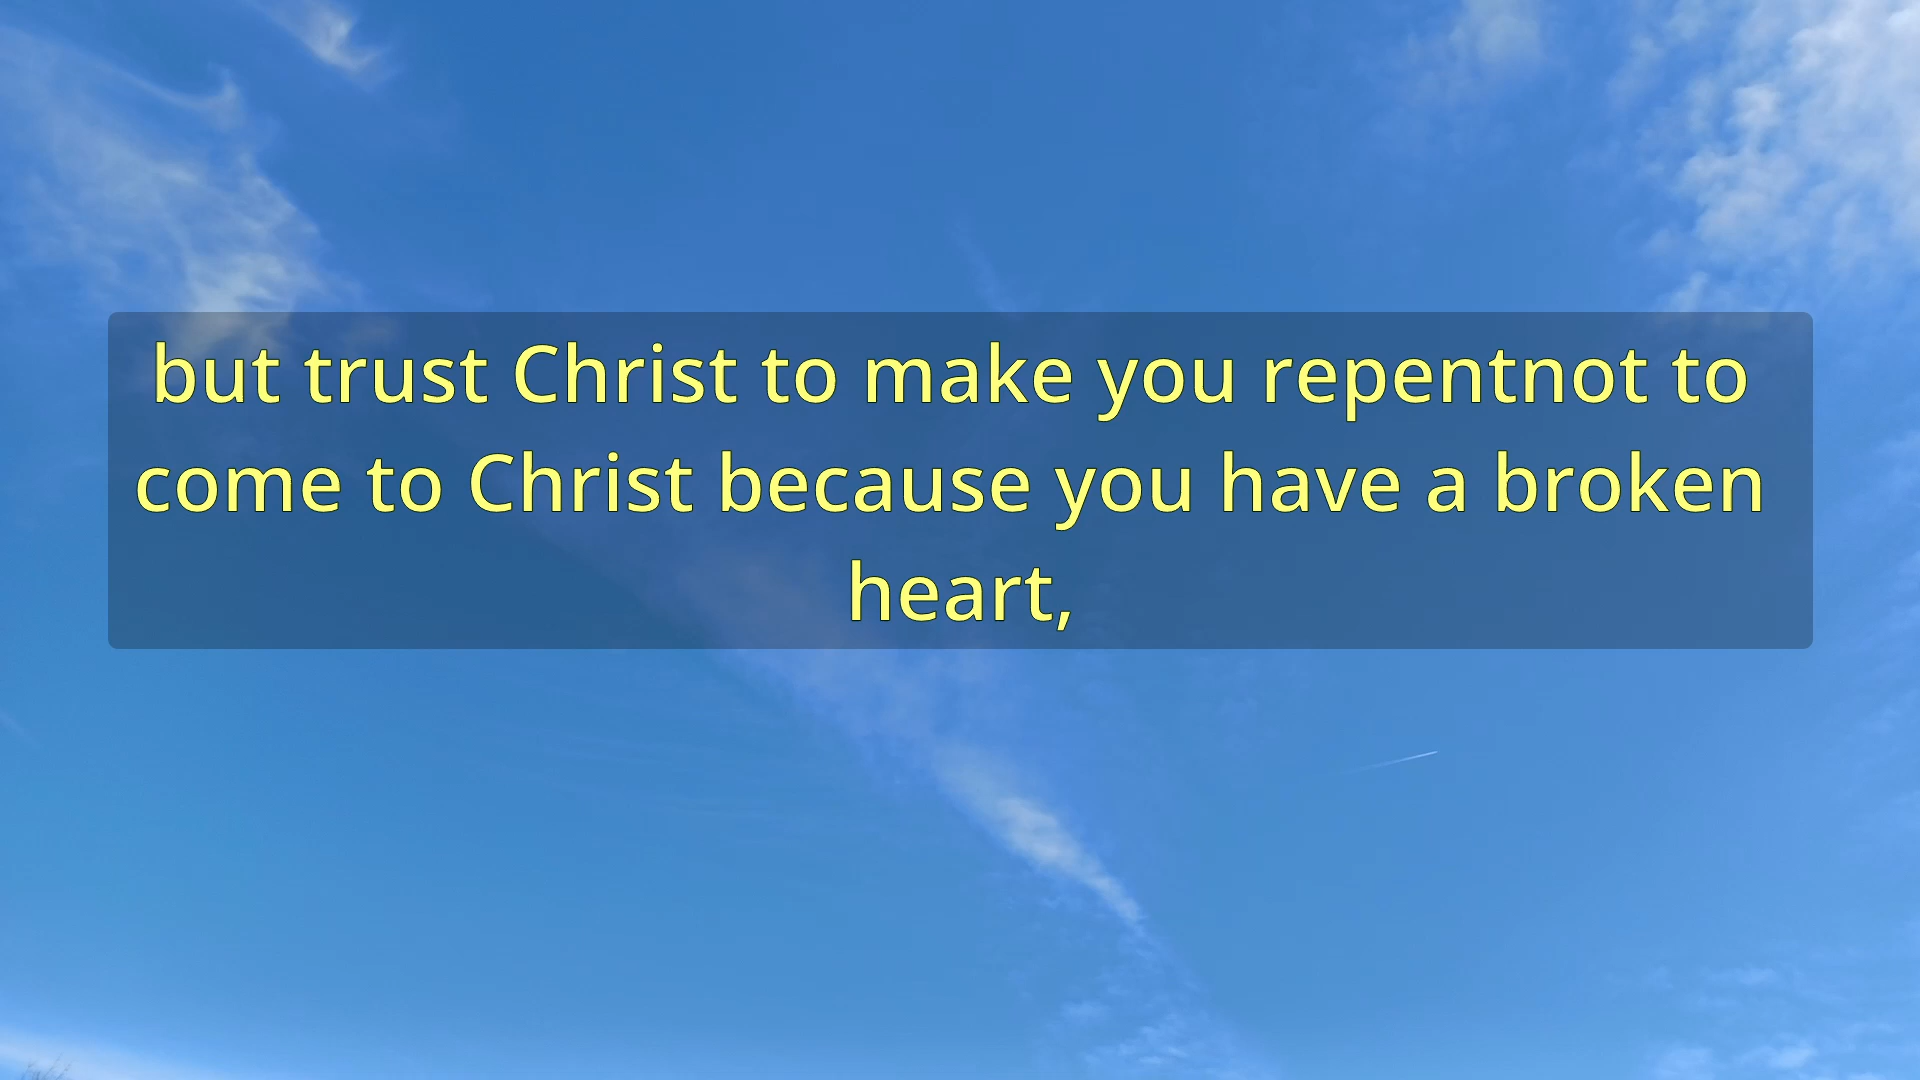 but trust Christ to make you repentnot to
come to Christ because you have a broken
heart,